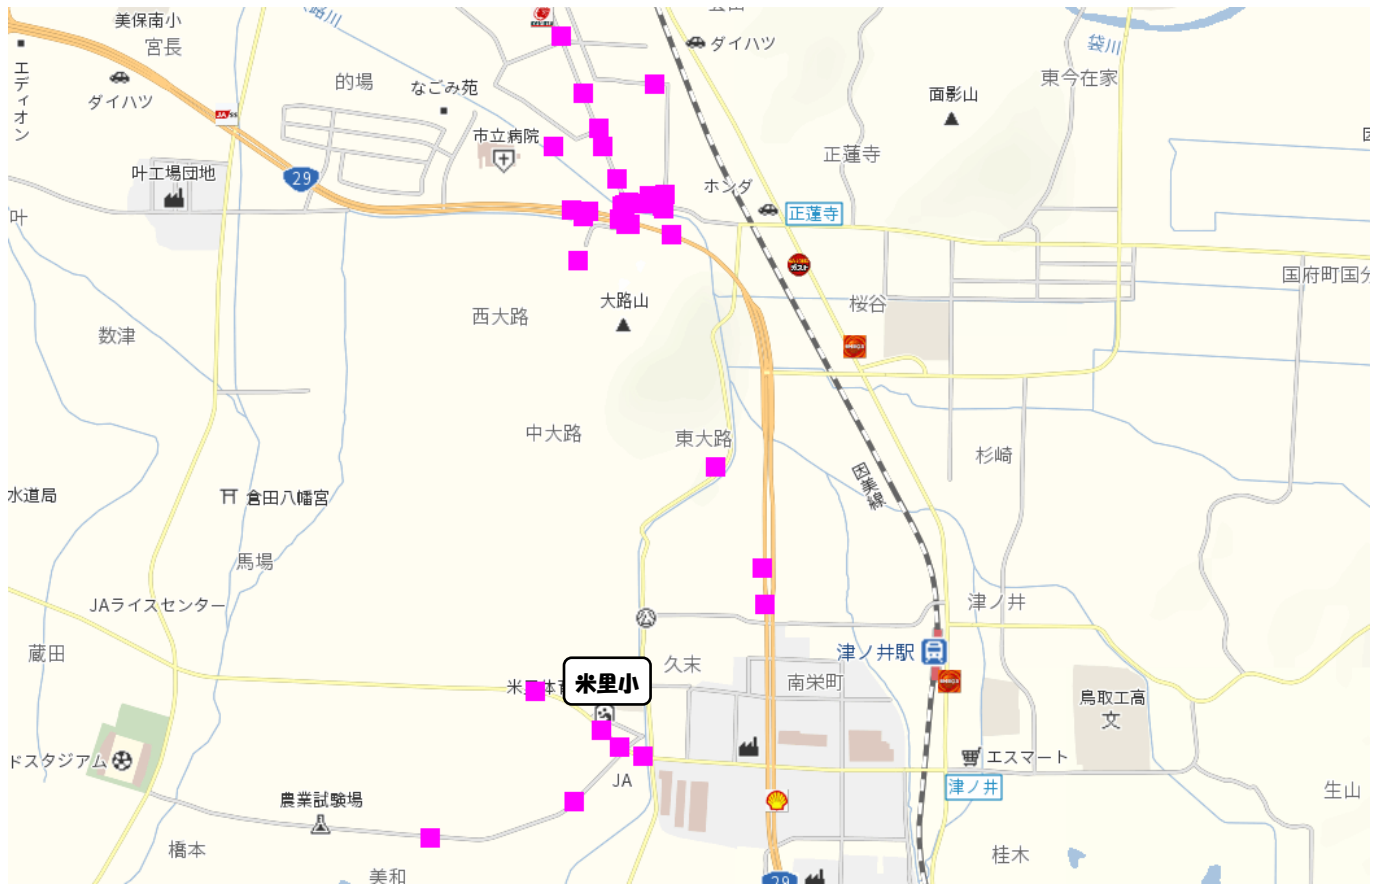 美保南小
宮長
エディオン
ダイハツ
的場
なごみ苑
ダイハツ
袋川
東今在家
面影山
市立病院
正蓮寺
叶工場団地
29
ホンダ
正蓮寺
叶
国府町国分
大路山
桜谷
西大路
数津
中大路
東大路
杉崎
因美線
水道局
倉田八幡宮
馬場
JAライスセンター
津ノ井
蔵田
久末
津ノ井駅
米里小
南栄町
鳥取工高
文
ドスタジアム
エスマート
JA
津ノ井
農業試験場
生山
橋本
桂木
美和
29